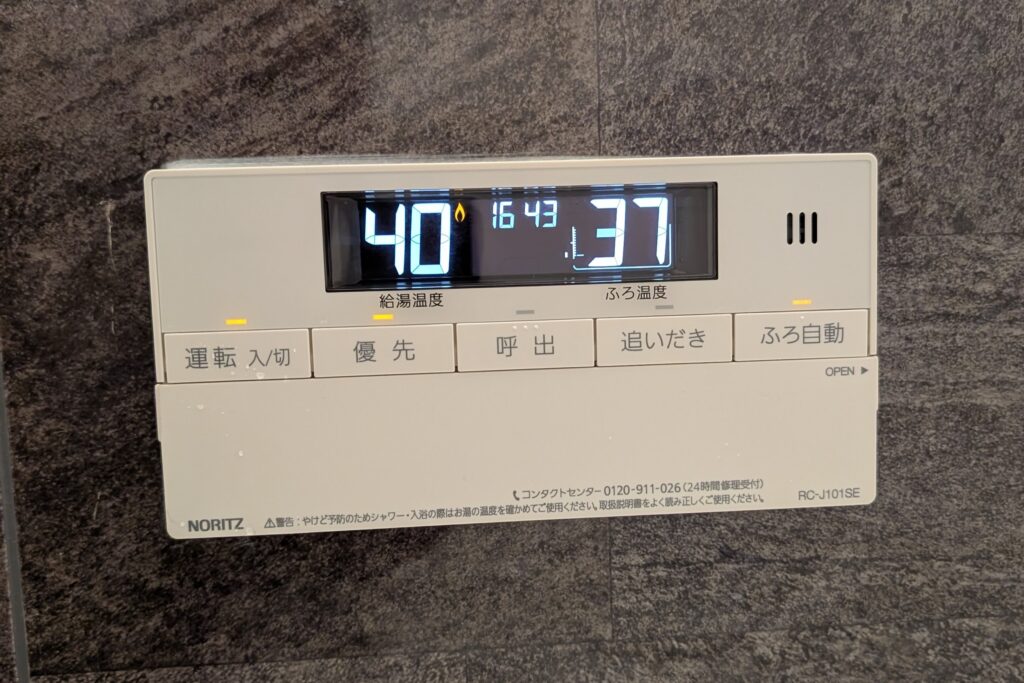 40 16 43 37
給湯温度 ふろ温度
運転 入/切 優先 呼出 追いだき ふろ自動
OPEN ▶
コンタクトセンター 0120-911-026(24時間修理受付)
NORITZ ⚠警告:やけど予防のためシャワー・入浴の際はお湯の温度を確かめてご使用ください。取扱説明書をよく読み正しくご使用ください。 RC-J101SE